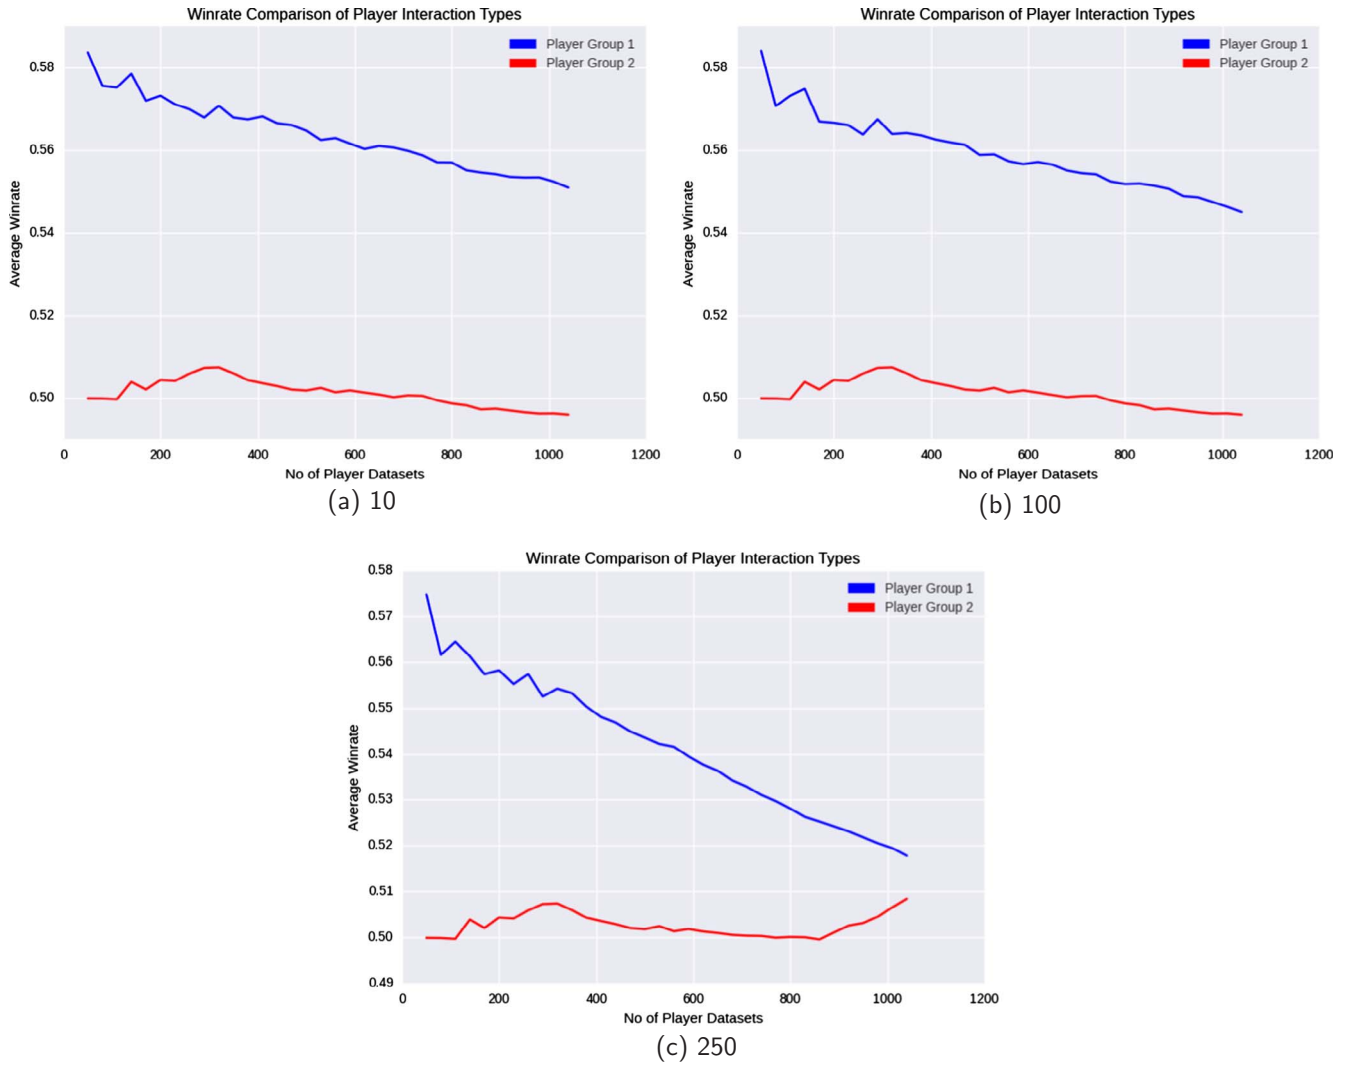 Winrate Comparison of Player Interaction Types
Player Group 1
Player Group 2
0.58
0.56
0.54
0.52
0.50
Average Winrate
0 200 400 600 800 1000 1200
No of Player Datasets
(a) 10
Winrate Comparison of Player Interaction Types
Player Group 1
Player Group 2
0.58
0.56
0.54
0.52
0.50
Average Winrate
0 200 400 600 800 1000 1200
No of Player Datasets
(b) 100
Winrate Comparison of Player Interaction Types
Player Group 1
Player Group 2
0.58
0.57
0.56
0.55
0.54
0.53
0.52
0.51
0.50
0.49
Average Winrate
0 200 400 600 800 1000 1200
No of Player Datasets
(c) 250